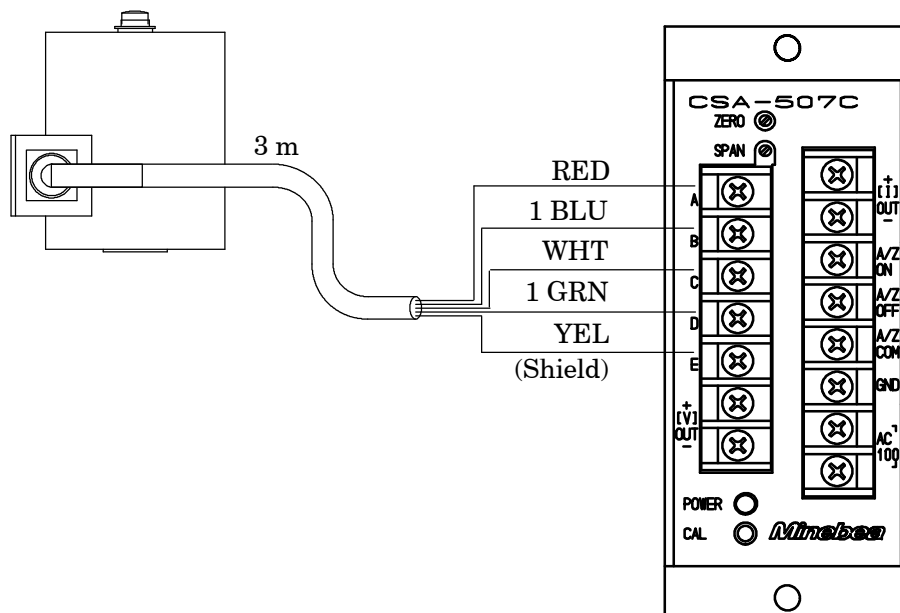 CSA-507C
ZERO
SPAN
3 m
RED
1 BLU
WHT
1 GRN
YEL
(Shield)
A
B
C
D
E
+
[V]
OUT
-
+
[I]
OUT
-
A/Z
ON
A/Z
OFF
A/Z
COM
GND
AC
100
POWER
CAL
Minebea